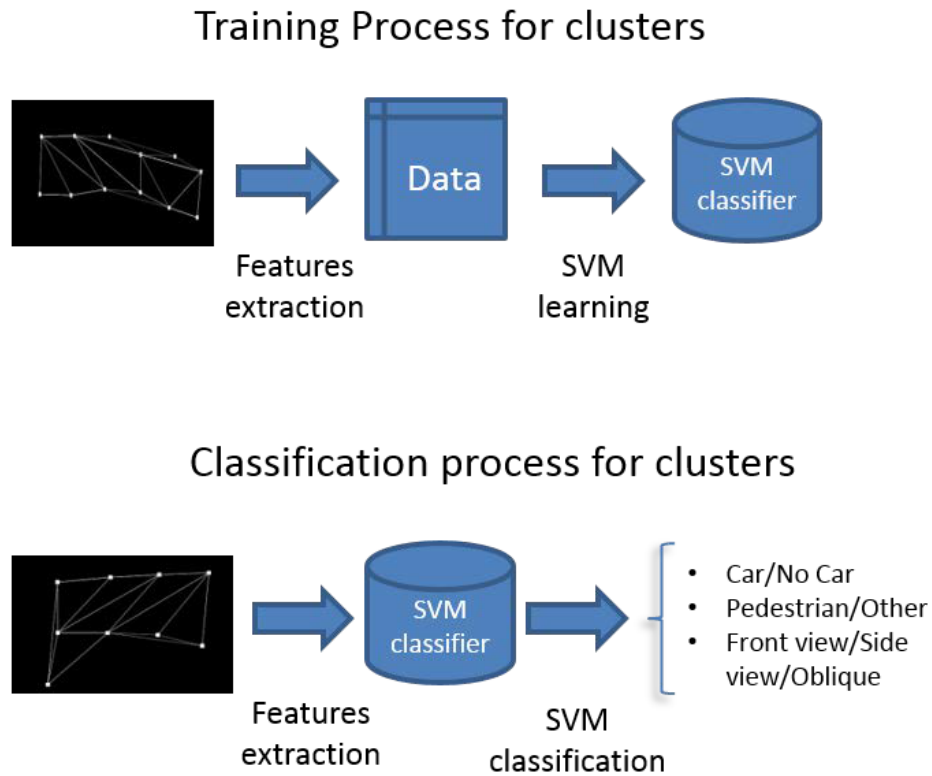 Training Process for clusters
Data
SVM
classifier
Features
extraction
SVM
learning
Classification process for clusters
SVM
classifier
• Car/No Car
• Pedestrian/Other
• Front view/Side
view/Oblique
Features
extraction
SVM
classification